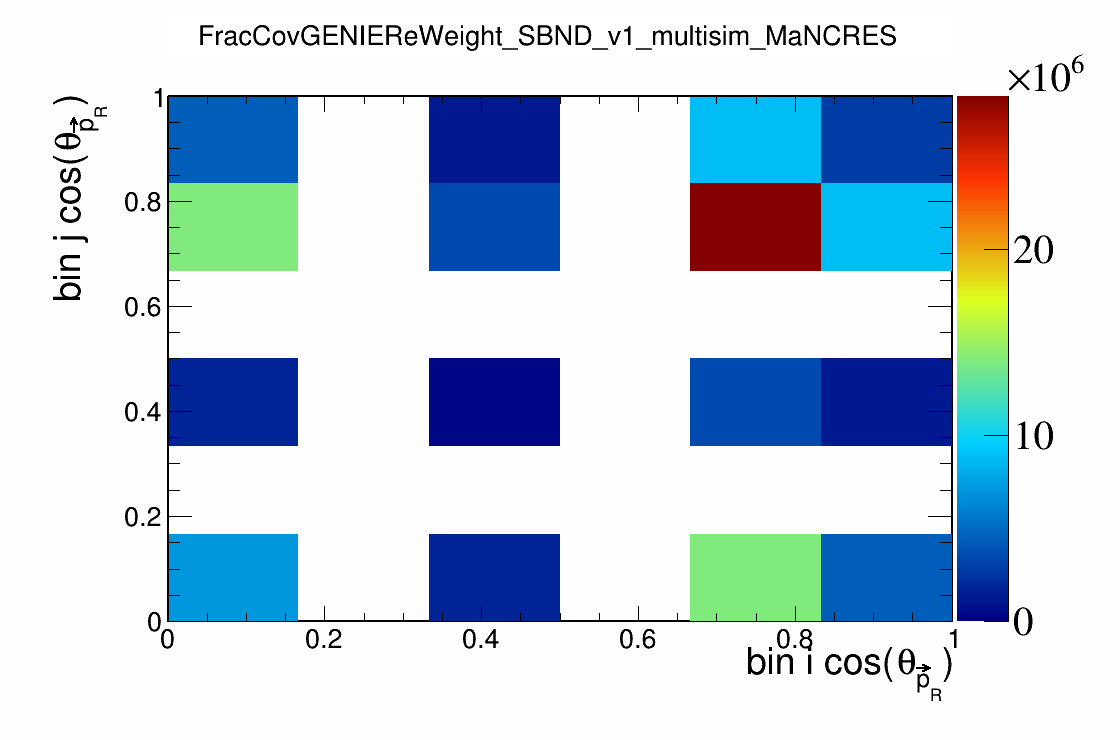 FracCovGENIEReWeight_SBND_v1_multisim_MaNCRES
×10⁶
bin j cos(θ_p⃗_R)
1
0.8
0.6
0.4
0.2
0
0 0.2 0.4 0.6 0.8 1
bin i cos(θ_p⃗_R)
20
10
0